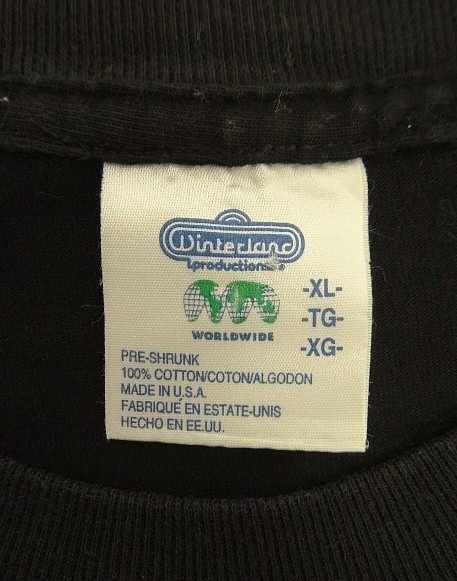 Winterland
productions
WORLDWIDE
-XL-
-TG-
-XG-
PRE-SHRUNK
100% COTTON/COTON/ALGODON
MADE IN U.S.A.
FABRIQUÉ EN ESTATE-UNIS
HECHO EN EE.UU.